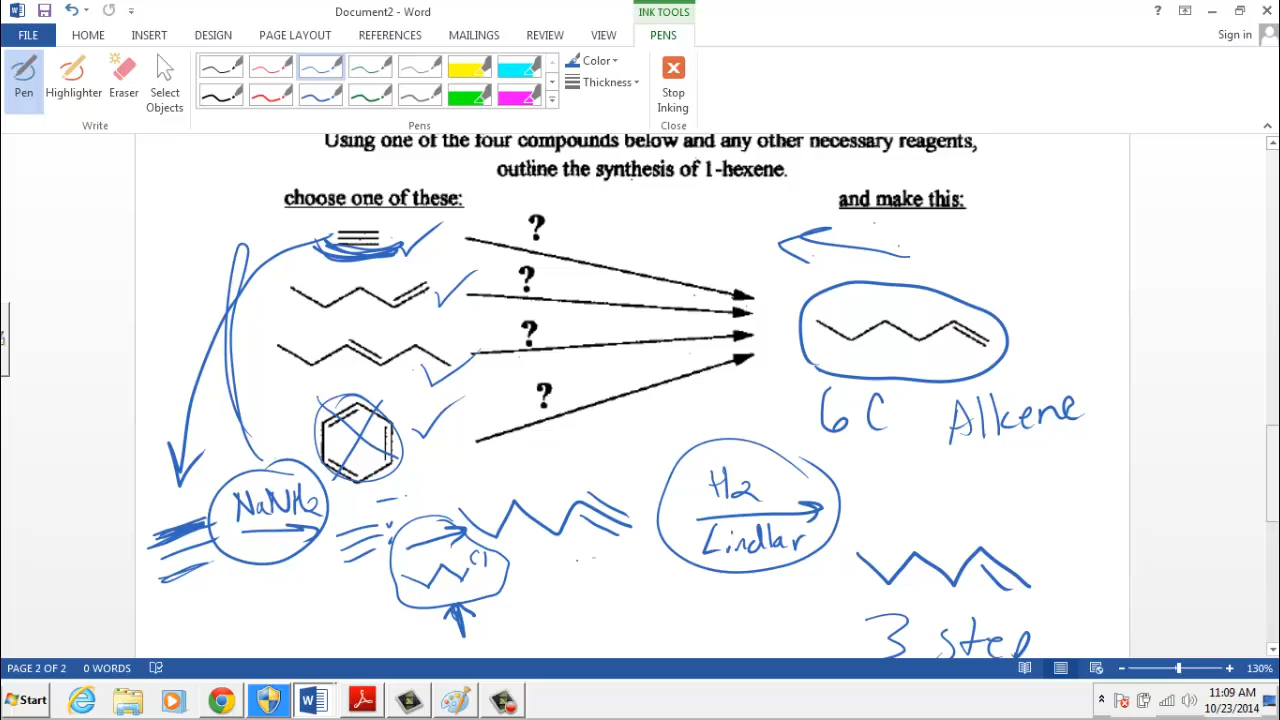 Document2 - Word
INK TOOLS
?
FILE
HOME
INSERT
DESIGN
PAGE LAYOUT
REFERENCES
MAILINGS
REVIEW
VIEW
PENS
Sign in
Pen
Highlighter
Eraser
Select
Objects
Color
Thickness
Stop
Inking
Write
Pens
Close
Using one of the four compounds below and any other necessary reagents,
outline the synthesis of 1-hexene.
choose one of these:
and make this:
?
?
?
?
6 C Alkene
NaNH2
Cl
H2
Lindlar
3 step
PAGE 2 OF 2
0 WORDS
130%
Start
11:09 AM
10/23/2014